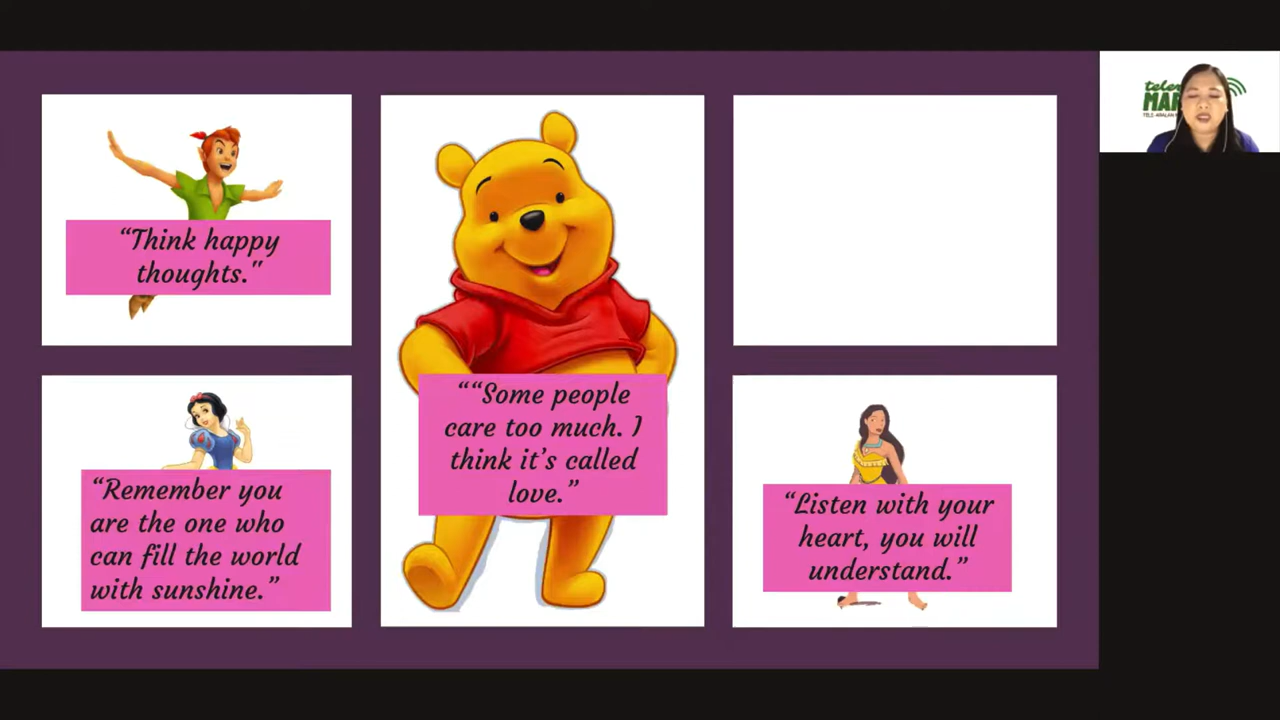 “Think happy
thoughts."
““Some people
care too much. I
think it’s called
love.”
“Remember you
are the one who
can fill the world
with sunshine.”
“Listen with your
heart, you will
understand.”